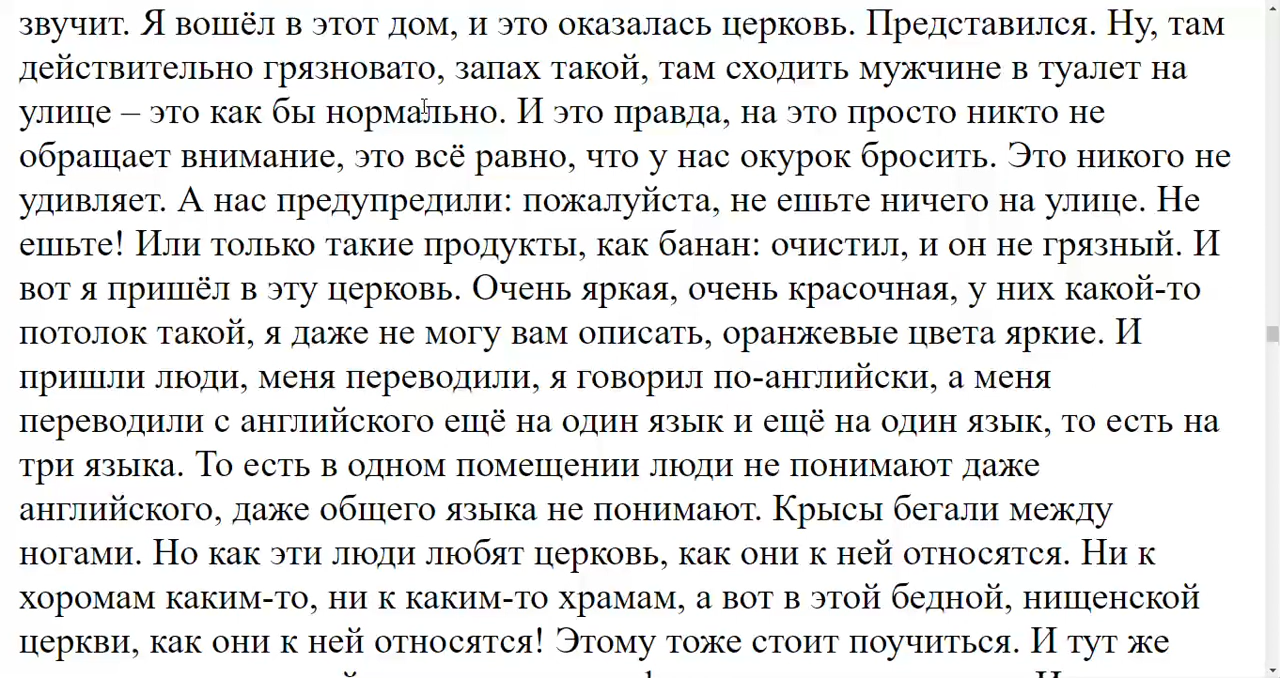 звучит. Я вошёл в этот дом, и это оказалась церковь. Представился. Ну, там
действительно грязновато, запах такой, там сходить мужчине в туалет на
улице – это как бы нормально. И это правда, на это просто никто не
обращает внимание, это всё равно, что у нас окурок бросить. Это никого не
удивляет. А нас предупредили: пожалуйста, не ешьте ничего на улице. Не
ешьте! Или только такие продукты, как банан: очистил, и он не грязный. И
вот я пришёл в эту церковь. Очень яркая, очень красочная, у них какой-то
потолок такой, я даже не могу вам описать, оранжевые цвета яркие. И
пришли люди, меня переводили, я говорил по-английски, а меня
переводили с английского ещё на один язык и ещё на один язык, то есть на
три языка. То есть в одном помещении люди не понимают даже
английского, даже общего языка не понимают. Крысы бегали между
ногами. Но как эти люди любят церковь, как они к ней относятся. Ни к
хоромам каким-то, ни к каким-то храмам, а вот в этой бедной, нищенской
церкви, как они к ней относятся! Этому тоже стоит поучиться. И тут же